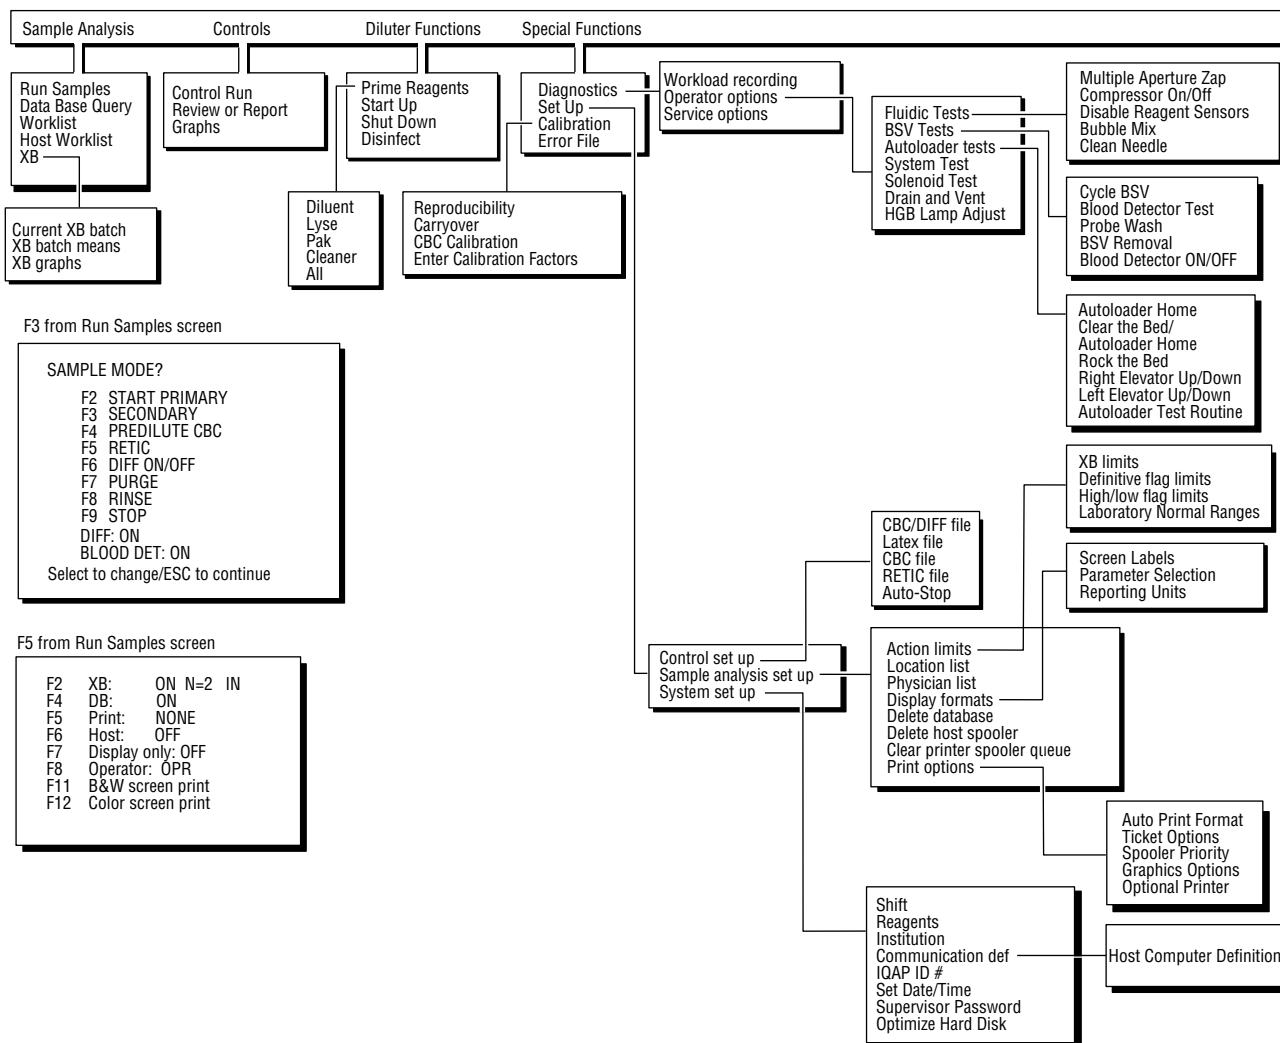 Sample Analysis
Controls
Diluter Functions
Special Functions
Run Samples
Data Base Query
Worklist
Host Worklist
XB
Current XB batch
XB batch means
XB graphs
Control Run
Review or Report
Graphs
Prime Reagents
Start Up
Shut Down
Disinfect
Diluent
Lyse
Pak
Cleaner
All
Diagnostics
Set Up
Calibration
Error File
Reproducibility
Carryover
CBC Calibration
Enter Calibration Factors
Workload recording
Operator options
Service options
Fluidic Tests
BSV Tests
Autoloader tests
System Test
Solenoid Test
Drain and Vent
HGB Lamp Adjust
Multiple Aperture Zap
Compressor On/Off
Disable Reagent Sensors
Bubble Mix
Clean Needle
Cycle BSV
Blood Detector Test
Probe Wash
BSV Removal
Blood Detector ON/OFF
Autoloader Home
Clear the Bed/
Autoloader Home
Rock the Bed
Right Elevator Up/Down
Left Elevator Up/Down
Autoloader Test Routine
F3 from Run Samples screen
SAMPLE MODE?
F2 START PRIMARY
F3 SECONDARY
F4 PREDILUTE CBC
F5 RETIC
F6 DIFF ON/OFF
F7 PURGE
F8 RINSE
F9 STOP
DIFF: ON
BLOOD DET: ON
Select to change/ESC to continue
F5 from Run Samples screen
F2 XB: ON N=2 IN
F4 DB: ON
F5 Print: NONE
F6 Host: OFF
F7 Display only: OFF
F8 Operator: OPR
F11 B&W screen print
F12 Color screen print
Control set up
Sample analysis set up
System set up
CBC/DIFF file
Latex file
CBC file
RETIC file
Auto-Stop
Action limits
Location list
Physician list
Display formats
Delete database
Delete host spooler
Clear printer spooler queue
Print options
XB limits
Definitive flag limits
High/low flag limits
Laboratory Normal Ranges
Screen Labels
Parameter Selection
Reporting Units
Auto Print Format
Ticket Options
Spooler Priority
Graphics Options
Optional Printer
Shift
Reagents
Institution
Communication def
IQAP ID #
Set Date/Time
Supervisor Password
Optimize Hard Disk
Host Computer Definition